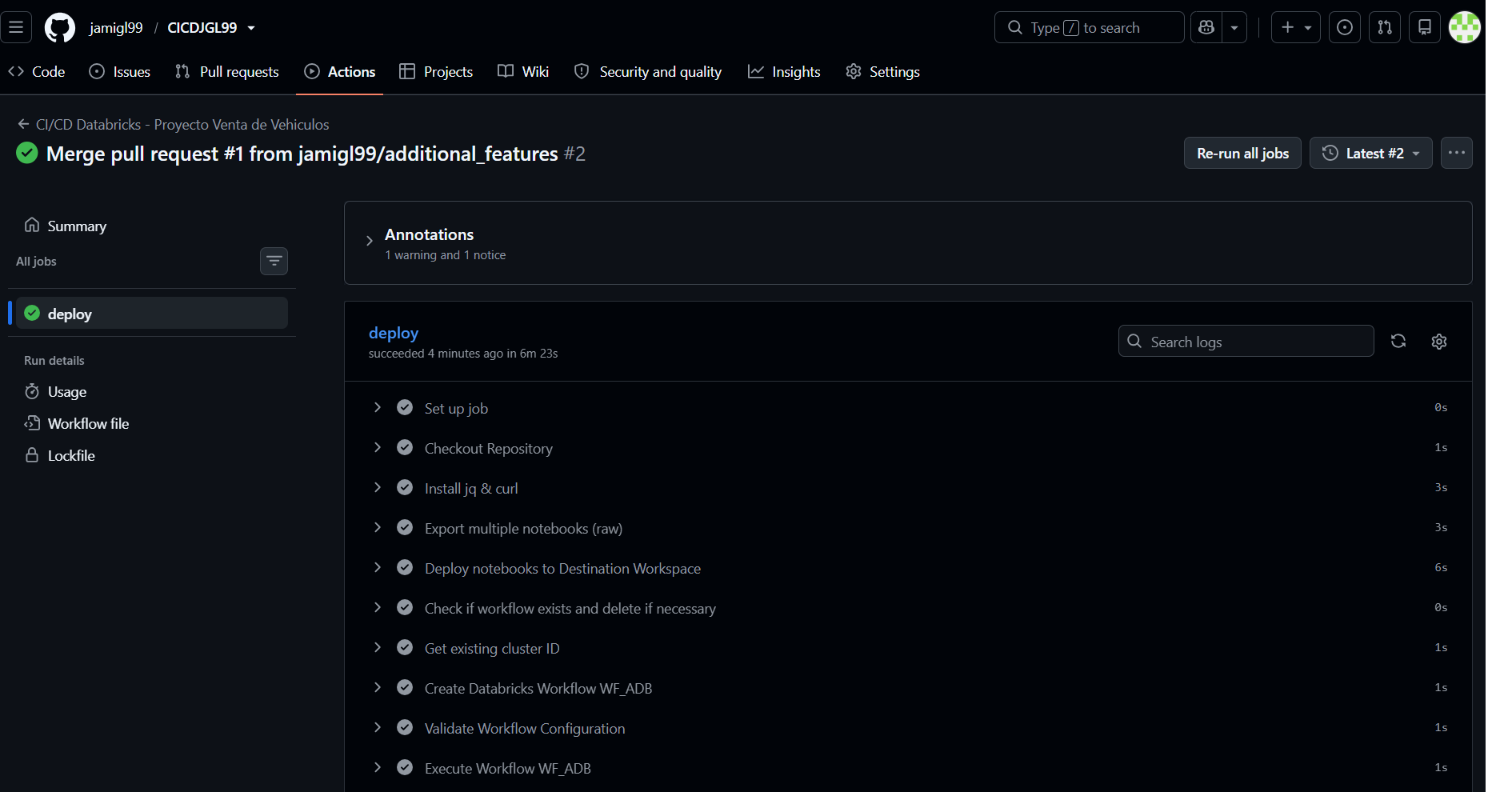 jamigl99 / CICDJGL99
Type / to search
Code Issues Pull requests Actions Projects Wiki Security and quality Insights Settings
CI/CD Databricks - Proyecto Venta de Vehiculos
Merge pull request #1 from jamigl99/additional_features #2
Re-run all jobs
Latest #2
Summary
All jobs
deploy
Run details
Usage
Workflow file
Lockfile
Annotations
1 warning and 1 notice
deploy
succeeded 4 minutes ago in 6m 23s
Search logs
Set up job 0s
Checkout Repository 1s
Install jq & curl 3s
Export multiple notebooks (raw) 3s
Deploy notebooks to Destination Workspace 6s
Check if workflow exists and delete if necessary 0s
Get existing cluster ID 1s
Create Databricks Workflow WF_ADB 1s
Validate Workflow Configuration 1s
Execute Workflow WF_ADB 1s